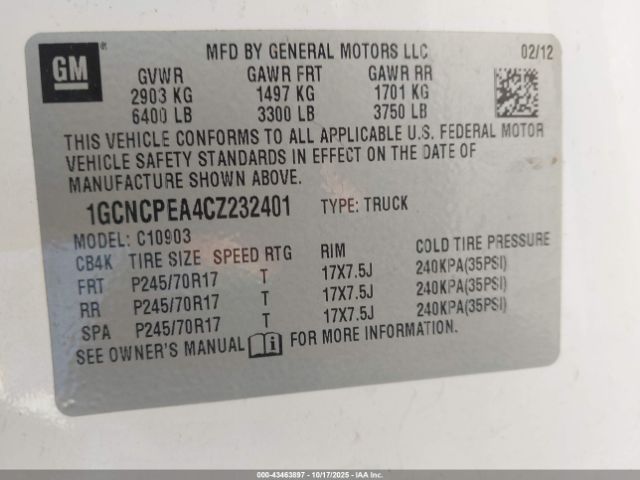 GM
MFD BY GENERAL MOTORS LLC 02/12
GVWR GAWR FRT GAWR RR
2903 KG 1497 KG 1701 KG
6400 LB 3300 LB 3750 LB
THIS VEHICLE CONFORMS TO ALL APPLICABLE U.S. FEDERAL MOTOR
VEHICLE SAFETY STANDARDS IN EFFECT ON THE DATE OF
MANUFACTURE SHOWN ABOVE.
1GCNCPEA4CZ232401 TYPE: TRUCK
MODEL: C10903
CB4K TIRE SIZE SPEED RTG RIM COLD TIRE PRESSURE
FRT P245/70R17 T 17X7.5J 240KPA(35PSI)
RR P245/70R17 T 17X7.5J 240KPA(35PSI)
SPA P245/70R17 T 17X7.5J 240KPA(35PSI)
SEE OWNER'S MANUAL i FOR MORE INFORMATION.
000-43463897 - 10/17/2025 - IAAI.COM